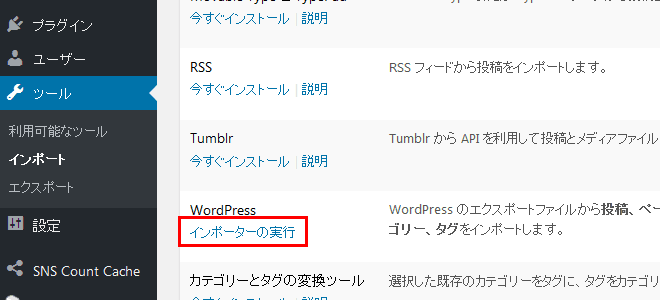 プラグイン
ユーザー
ツール
利用可能なツール
インポート
エクスポート
設定
SNS Count Cache
今すぐインストール | 説明
RSS
RSS フィードから投稿をインポートします。
今すぐインストール | 説明
Tumblr
Tumblr から API を利用して投稿とメディアファイル
今すぐインストール | 説明
WordPress
WordPress のエクスポートファイルから投稿、ペー
インポーターの実行
ゴリー、タグをインポートします。
カテゴリーとタグの変換ツール
選択した既存のカテゴリーをタグに、タグをカテゴリ